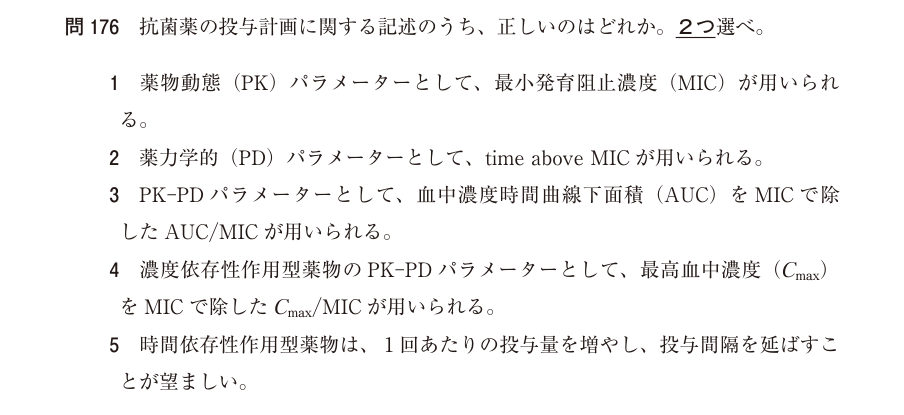 問 176　抗菌薬の投与計画に関する記述のうち、正しいのはどれか。２つ選べ。
1　薬物動態（PK）パラメーターとして、最小発育阻止濃度（MIC）が用いられ
る。
2　薬力学的（PD）パラメーターとして、time above MIC が用いられる。
3　PK-PD パラメーターとして、血中濃度時間曲線下面積（AUC）を MIC で除
した AUC/MIC が用いられる。
4　濃度依存性作用型薬物の PK-PD パラメーターとして、最高血中濃度（Cmax）
を MIC で除した Cmax/MIC が用いられる。
5　時間依存性作用型薬物は、１回あたりの投与量を増やし、投与間隔を延ばすこ
とが望ましい。